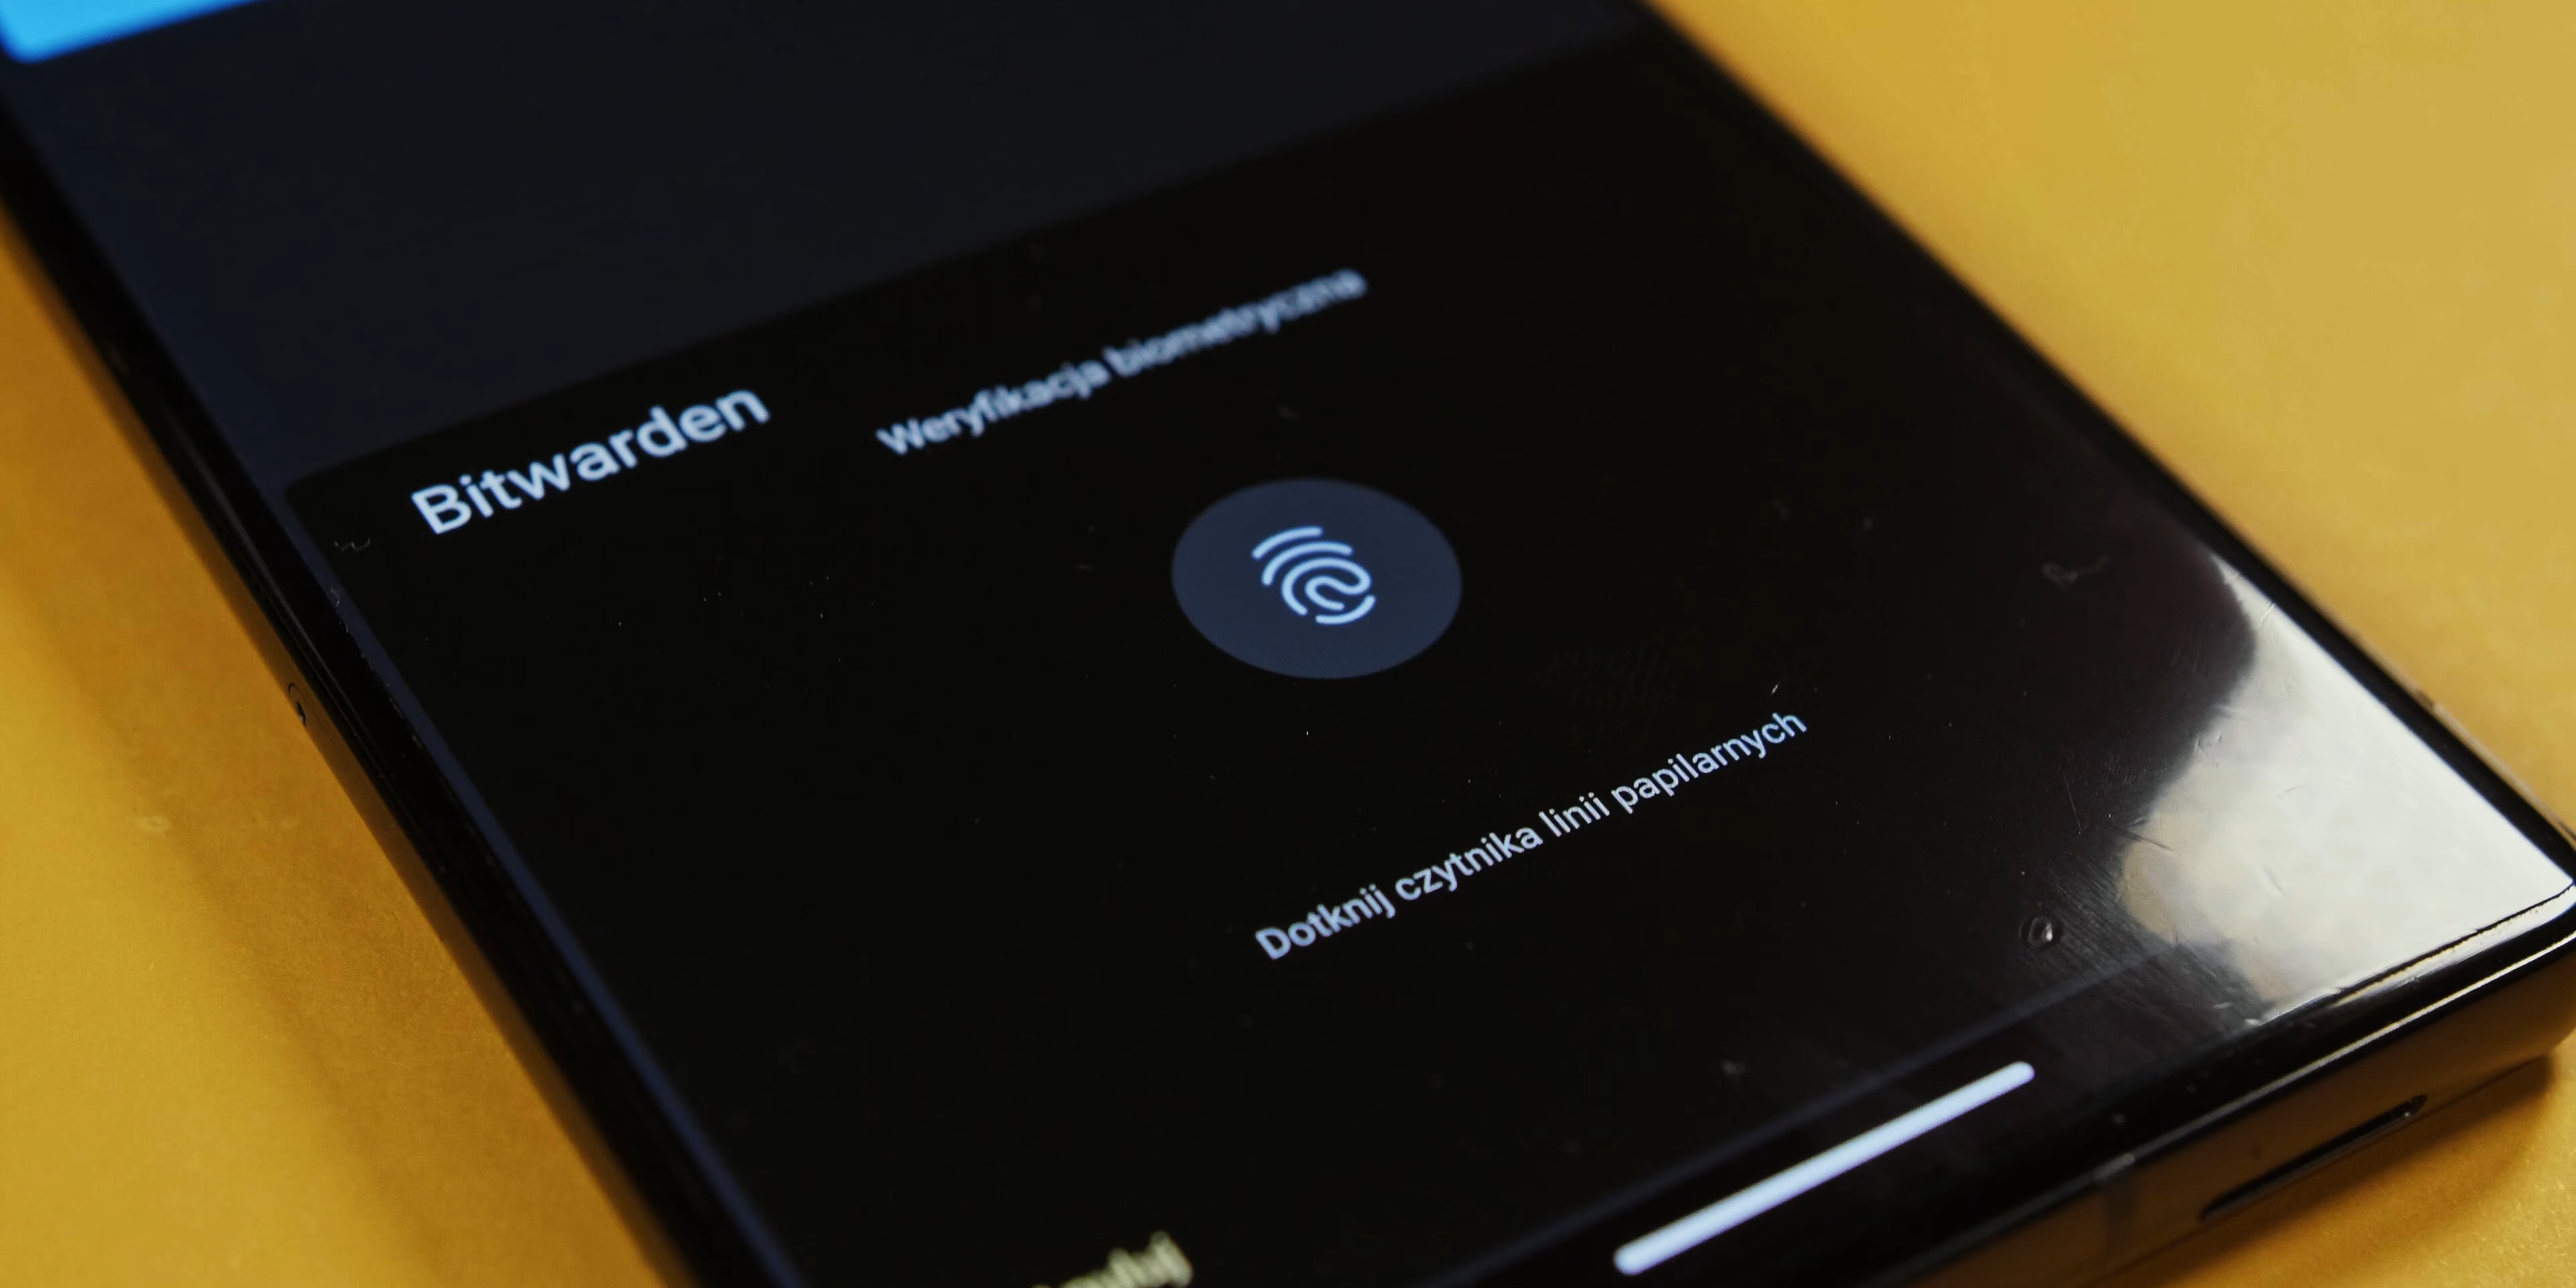 Bitwarden
Weryfikacja biometryczna
Dotknij czytnika linii papilarnych